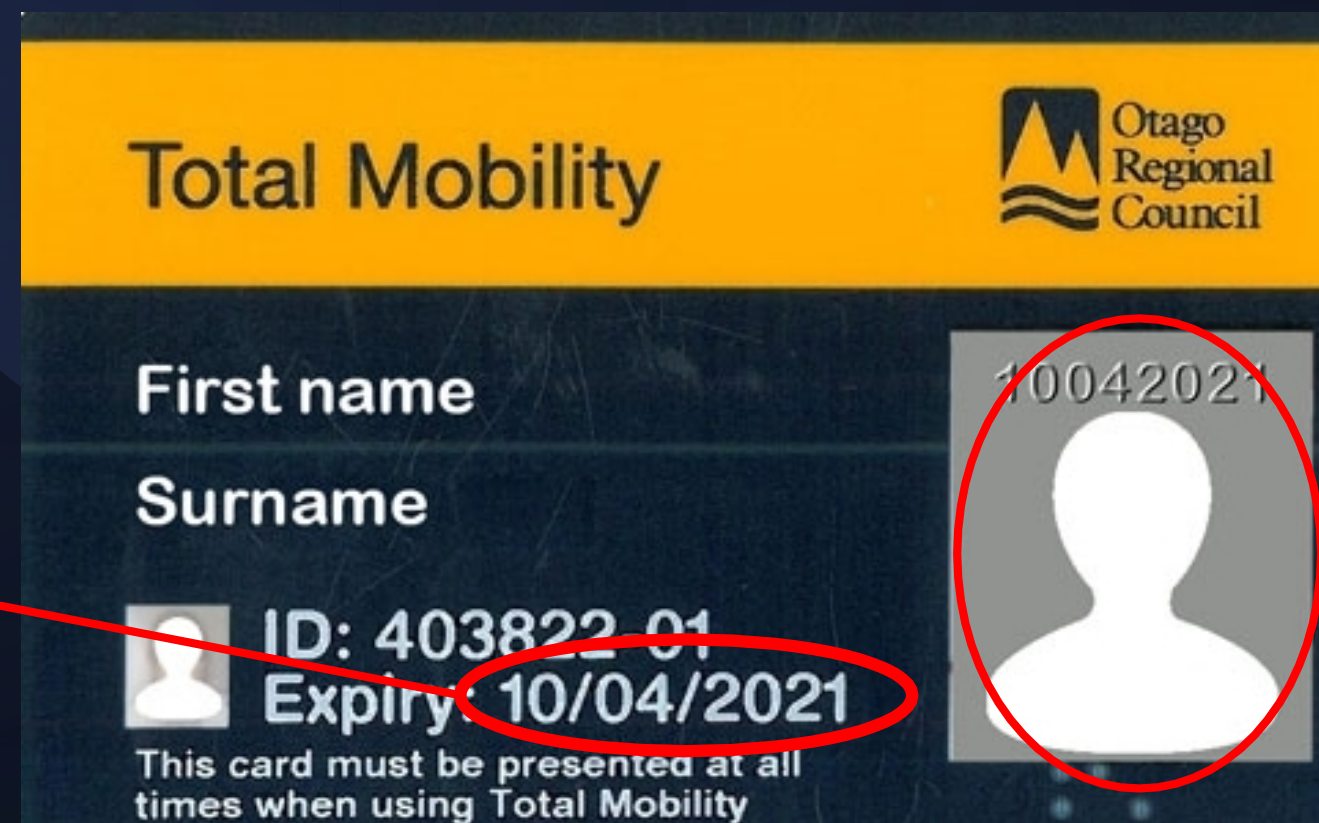 Total Mobility
Otago
Regional
Council
First name
10042021
Surname
ID: 403822-01
Expiry: 10/04/2021
This card must be presented at all
times when using Total Mobility